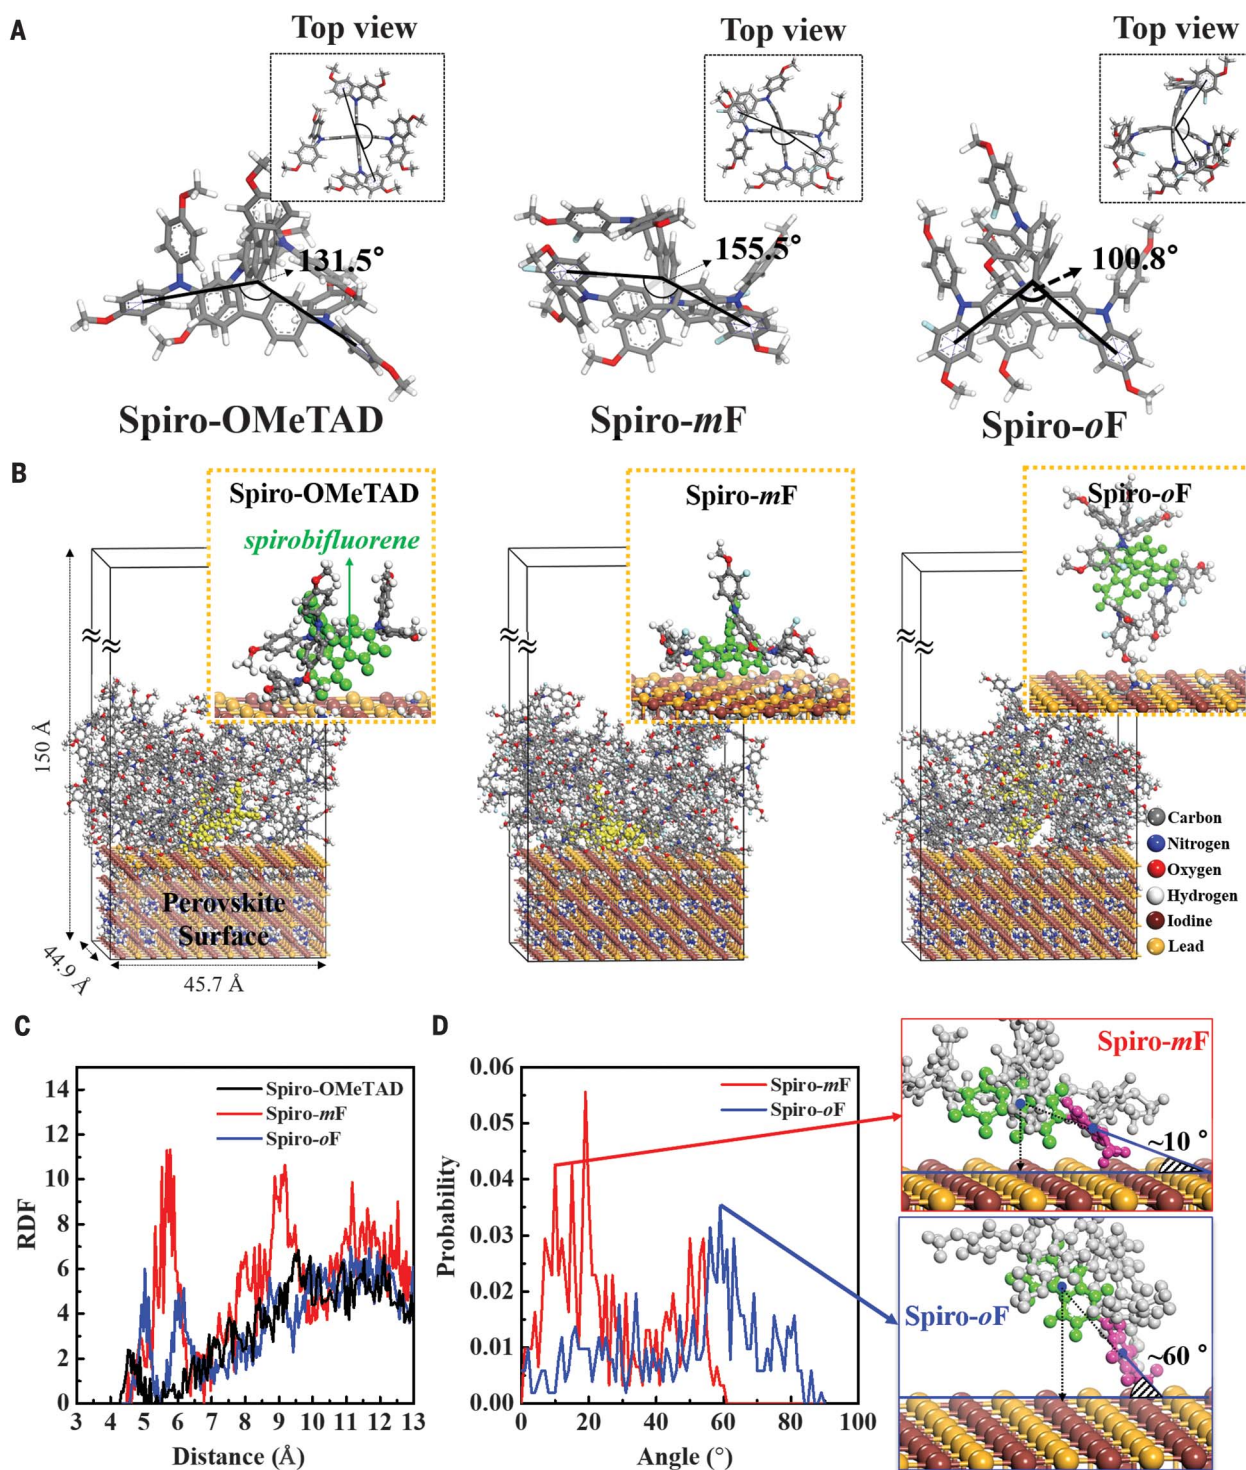 A
Top view
Top view
Top view
131.5°
155.5°
100.8°
Spiro-OMeTAD
Spiro-mF
Spiro-oF
B
Spiro-OMeTAD
spirobifluorene
Spiro-mF
Spiro-oF
150 Å
Perovskite
Surface
44.9 Å
45.7 Å
Carbon
Nitrogen
Oxygen
Hydrogen
Iodine
Lead
C
RDF
14
12
10
8
6
4
2
0
Spiro-OMeTAD
Spiro-mF
Spiro-oF
3 4 5 6 7 8 9 10 11 12 13
Distance (Å)
D
Probability
0.06
0.05
0.04
0.03
0.02
0.01
0.00
Spiro-mF
Spiro-oF
0 20 40 60 80 100
Angle (°)
Spiro-mF
~10 °
Spiro-oF
~60 °